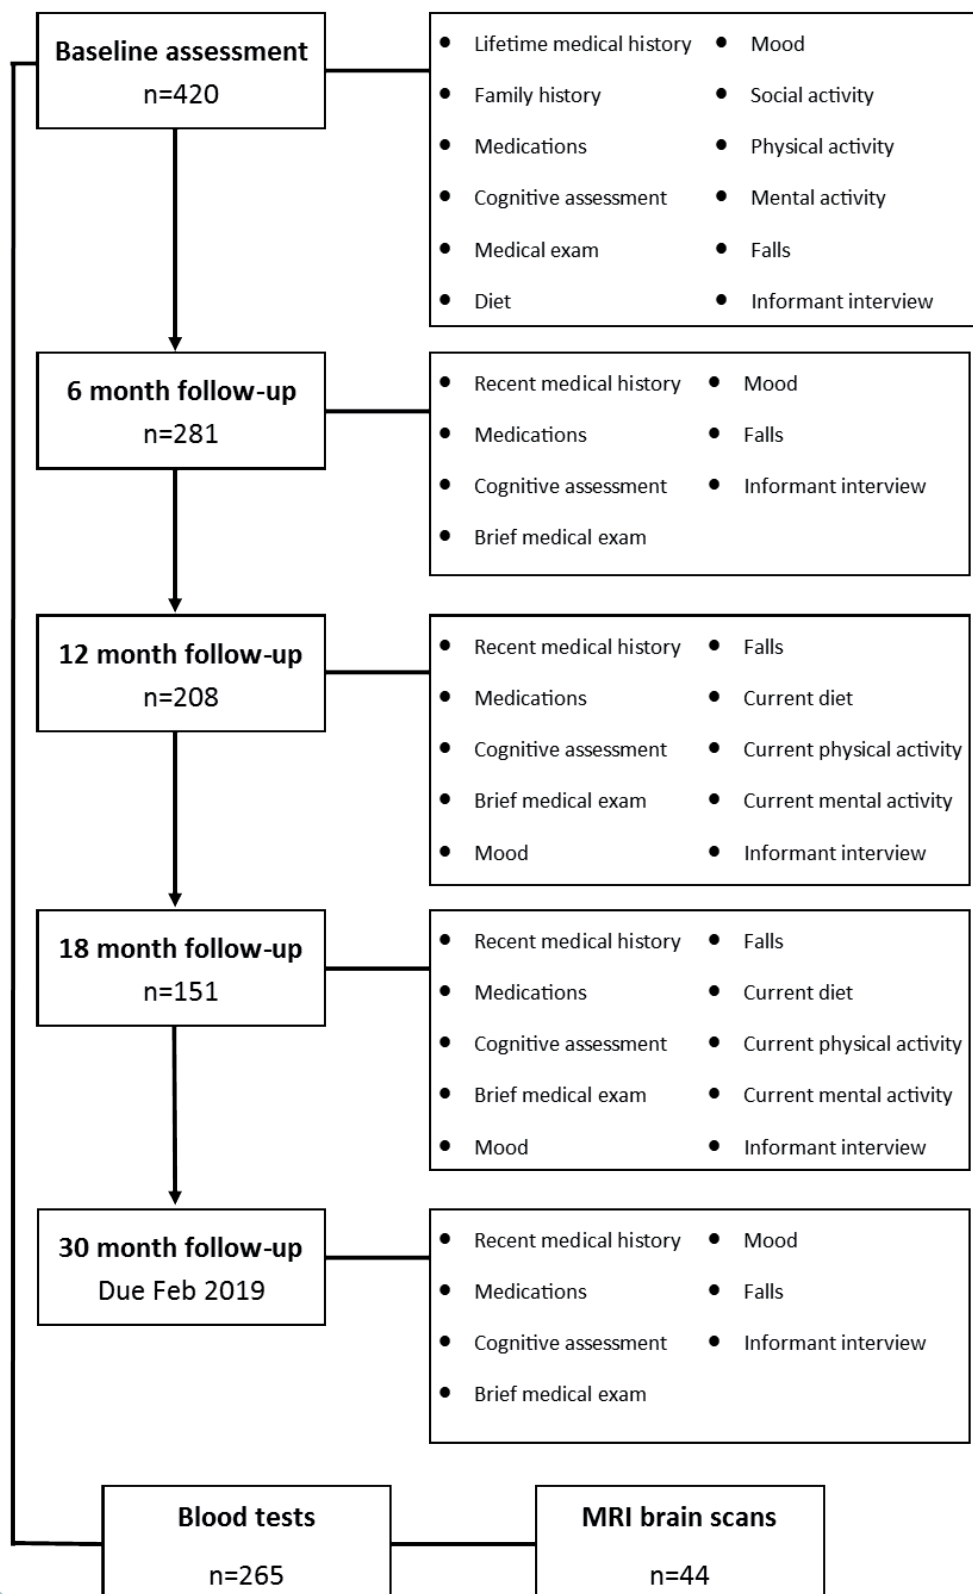 Baseline assessment
n=420
• Lifetime medical history • Mood
• Family history • Social activity
• Medications • Physical activity
• Cognitive assessment • Mental activity
• Medical exam • Falls
• Diet • Informant interview
6 month follow-up
n=281
• Recent medical history • Mood
• Medications • Falls
• Cognitive assessment • Informant interview
• Brief medical exam
12 month follow-up
n=208
• Recent medical history • Falls
• Medications • Current diet
• Cognitive assessment • Current physical activity
• Brief medical exam • Current mental activity
• Mood • Informant interview
18 month follow-up
n=151
• Recent medical history • Falls
• Medications • Current diet
• Cognitive assessment • Current physical activity
• Brief medical exam • Current mental activity
• Mood • Informant interview
30 month follow-up
Due Feb 2019
• Recent medical history • Mood
• Medications • Falls
• Cognitive assessment • Informant interview
• Brief medical exam
Blood tests
n=265
MRI brain scans
n=44